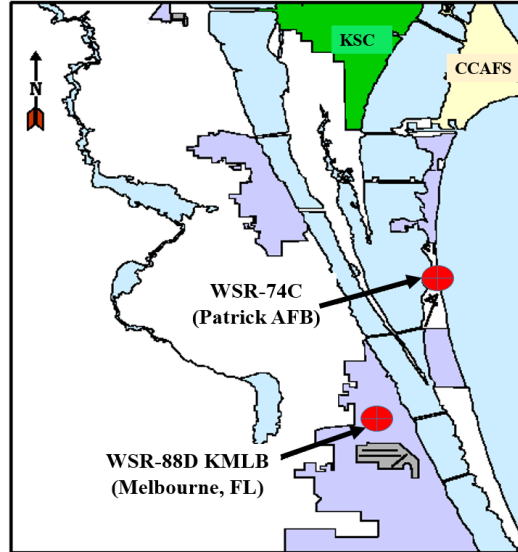 KSC
CCAFS
N
WSR-74C
(Patrick AFB)
WSR-88D KMLB
(Melbourne, FL)